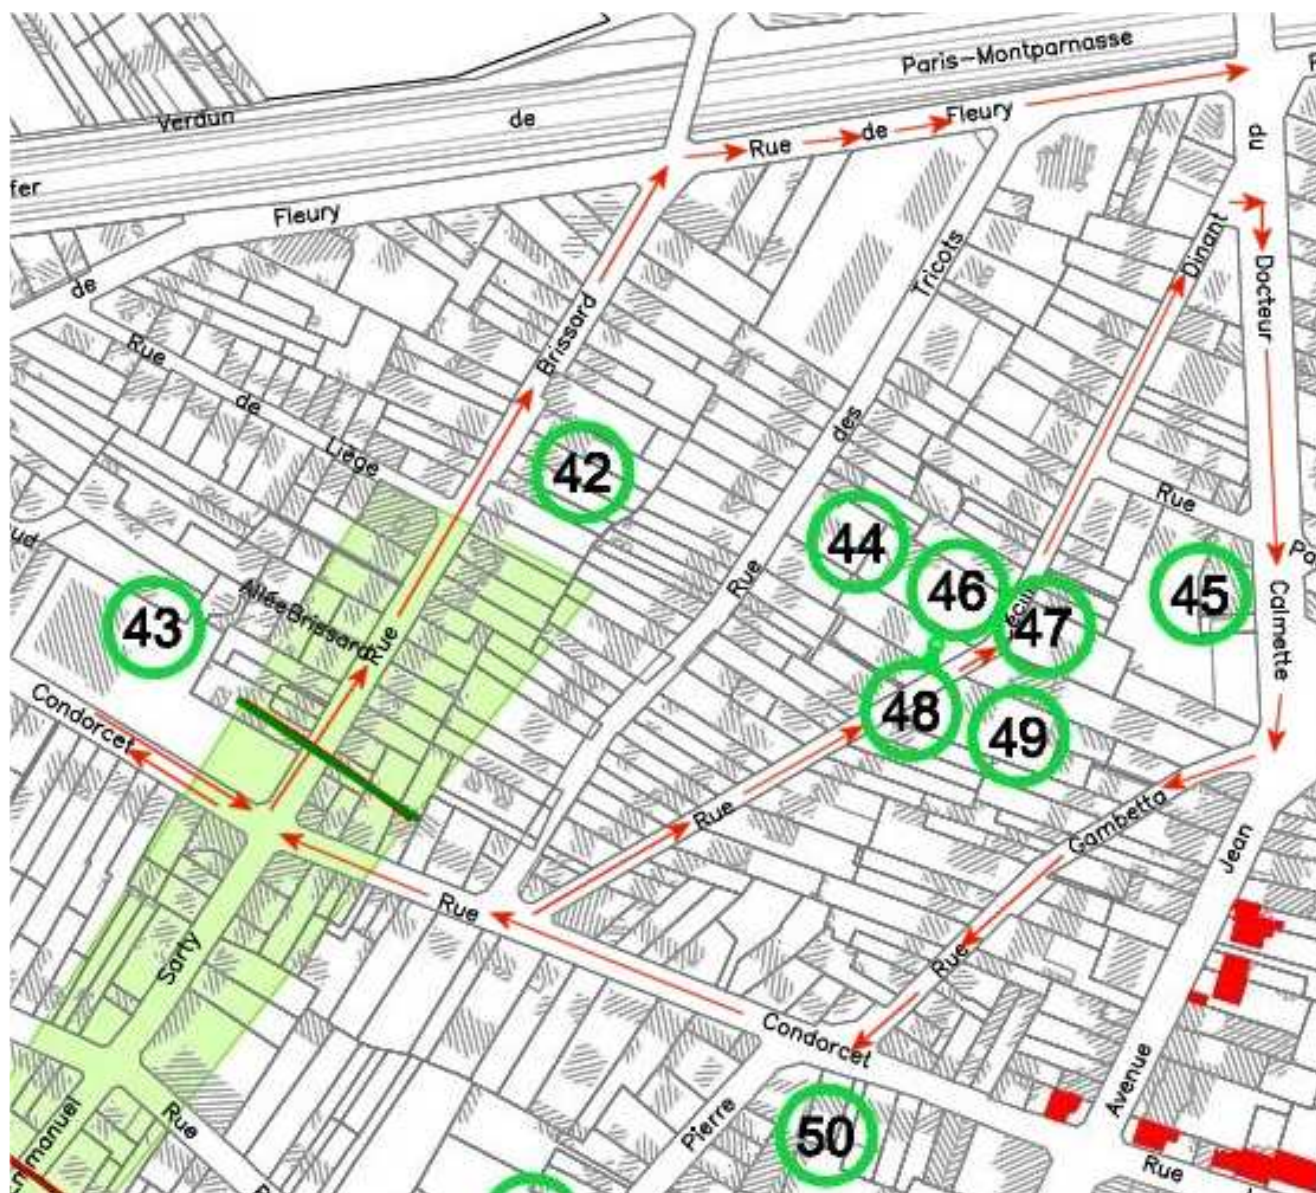 Paris-Montparnasse
Verdun
de
Rue de Fleury
fer
du
Fleury
de
Dinant
Docteur
Tricots
Brissard
Rue
de
Liège
des
42
Rue
44
46
45
47
Allée Brissard
Rue
43
Rue
Calmette
48
49
Condorcet
Rue
Gambetta
Jean
Rue
Rue
Sarty
Condorcet
Avenue
Rue
Pierre
50
Rue